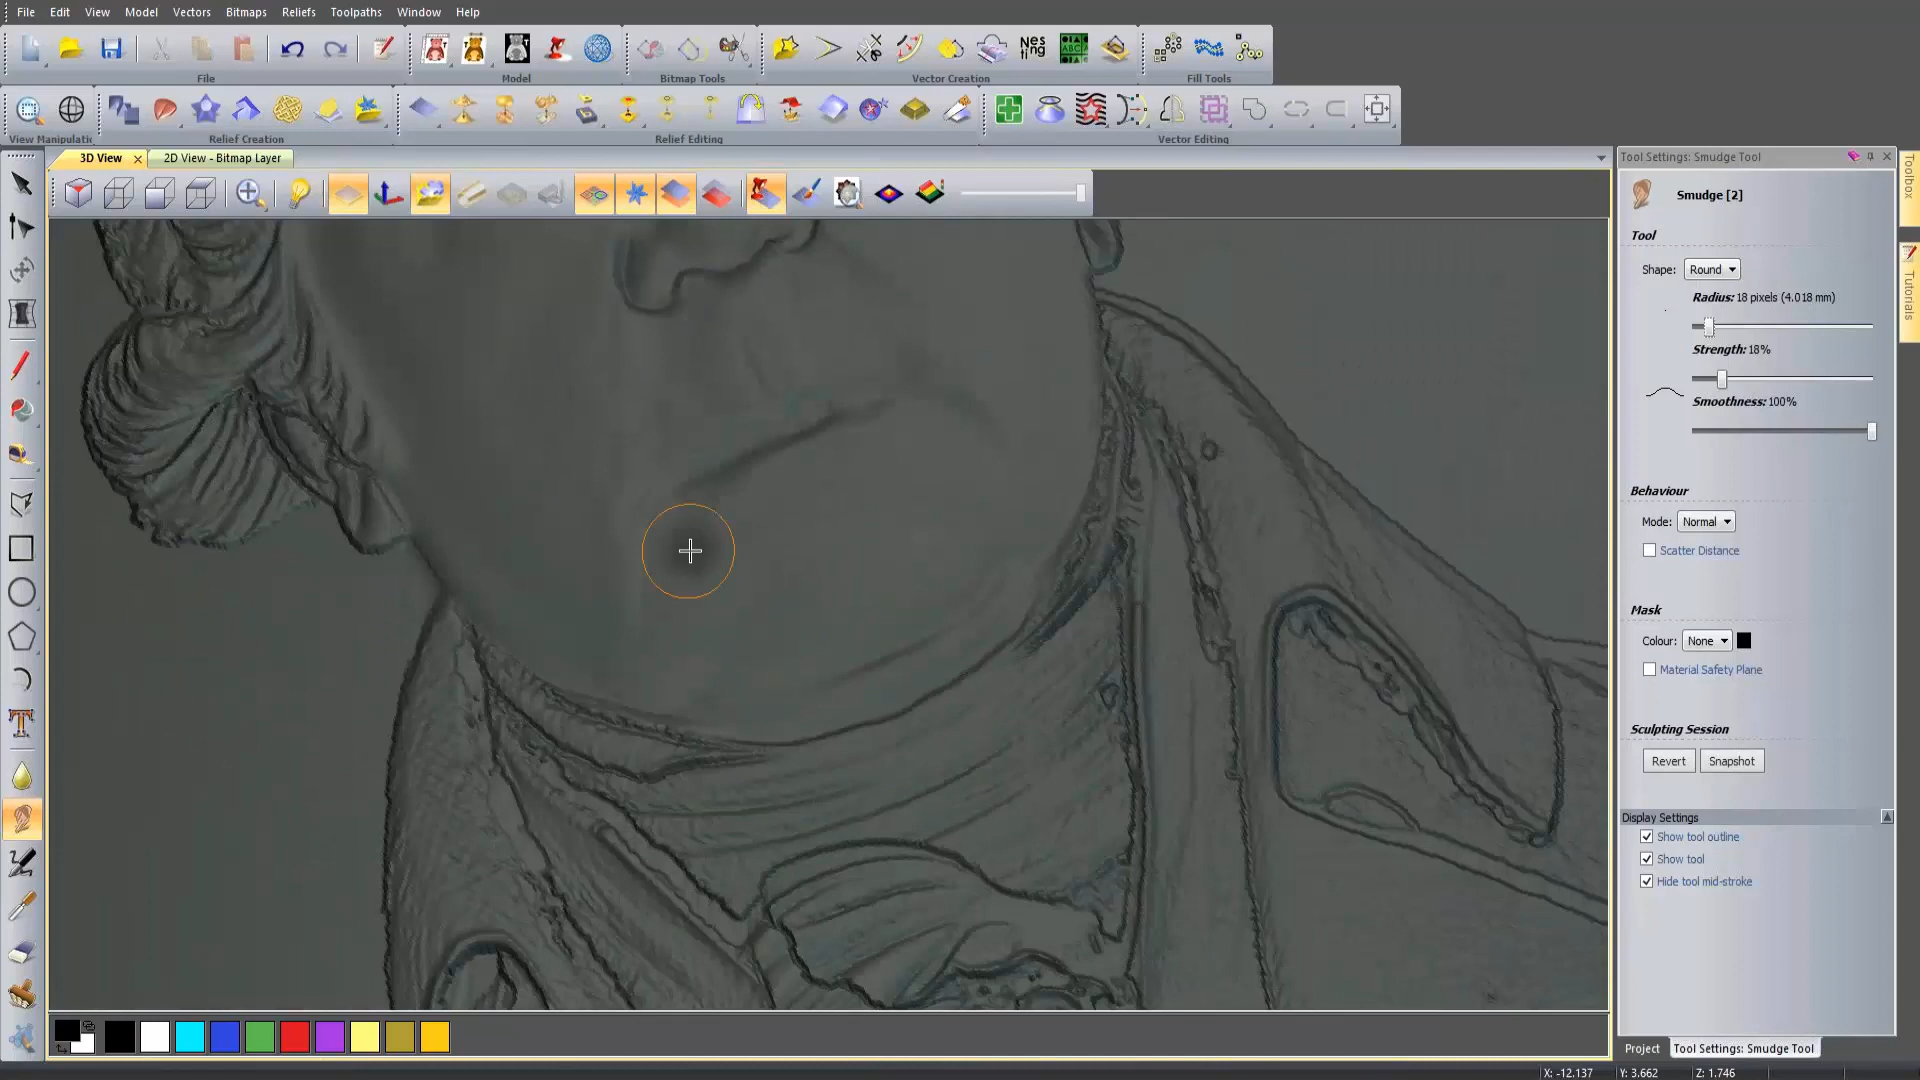 File Edit View Model Vectors Bitmaps Reliefs Toolpaths Window Help
Nes
ting
ABC
File Model Bitmap Tools Vector Creation Fill Tools
View Manipulatic Relief Creation Relief Editing Vector Editing
3D View 2D View - Bitmap Layer
Tool Settings: Smudge Tool
Toolbox
Tutorials
Smudge [2]
Tool
Shape: Round
Radius: 18 pixels (4.018 mm)
Strength: 18%
Smoothness: 100%
Behaviour
Mode: Normal
Scatter Distance
Mask
Colour: None
Material Safety Plane
Sculpting Session
Revert Snapshot
Display Settings
Show tool outline
Show tool
Hide tool mid-stroke
T
Project Tool Settings: Smudge Tool
X: -12.137 Y: 3.662 Z: 1.746